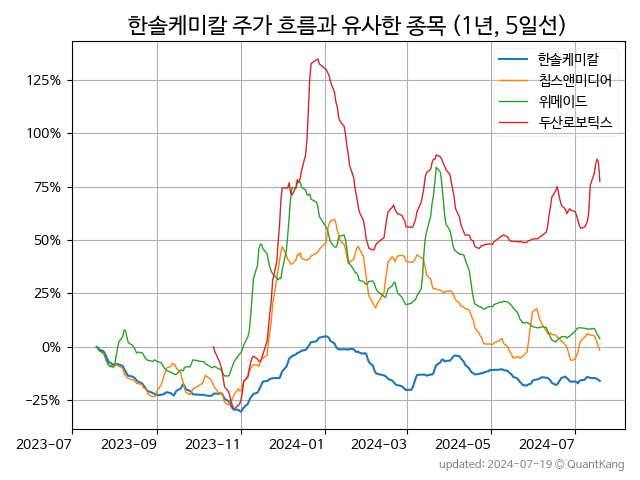 한솔케미칼 주가 흐름과 유사한 종목 (1년, 5일선)
한솔케미칼
칩스앤미디어
위메이드
두산로보틱스
125%
100%
75%
50%
25%
0%
−25%
2023-07 2023-09 2023-11 2024-01 2024-03 2024-05 2024-07
updated: 2024-07-19 © QuantKang